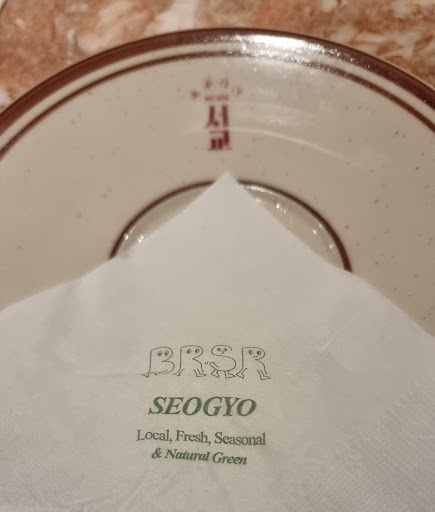 서교
BRSR
SEOGYO
Local, Fresh, Seasonal
& Natural Green